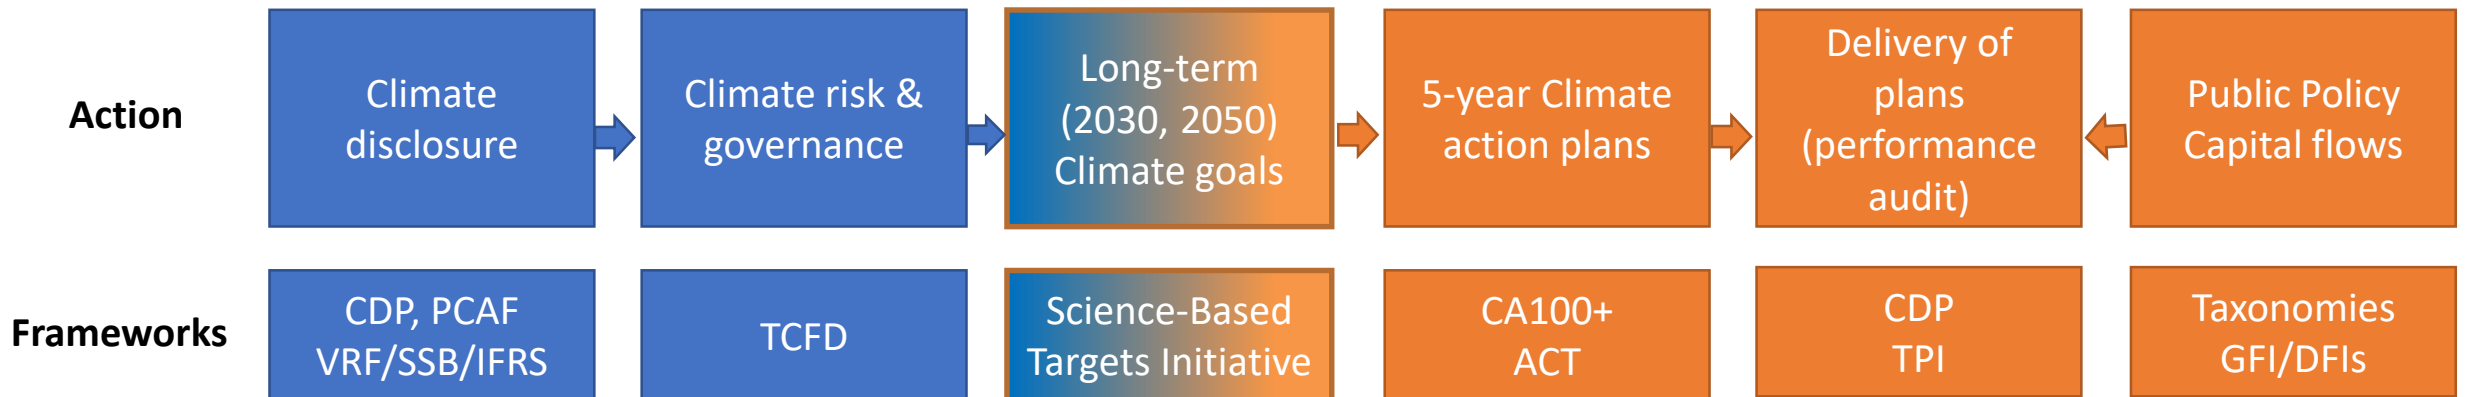 Action
Climate
disclosure
Climate risk &
governance
Long-term
(2030, 2050)
Climate goals
5-year Climate
action plans
Delivery of
plans
(performance
audit)
Public Policy
Capital flows
Frameworks
CDP, PCAF
VRF/SSB/IFRS
TCFD
Science-Based
Targets Initiative
CA100+
ACT
CDP
TPI
Taxonomies
GFI/DFIs